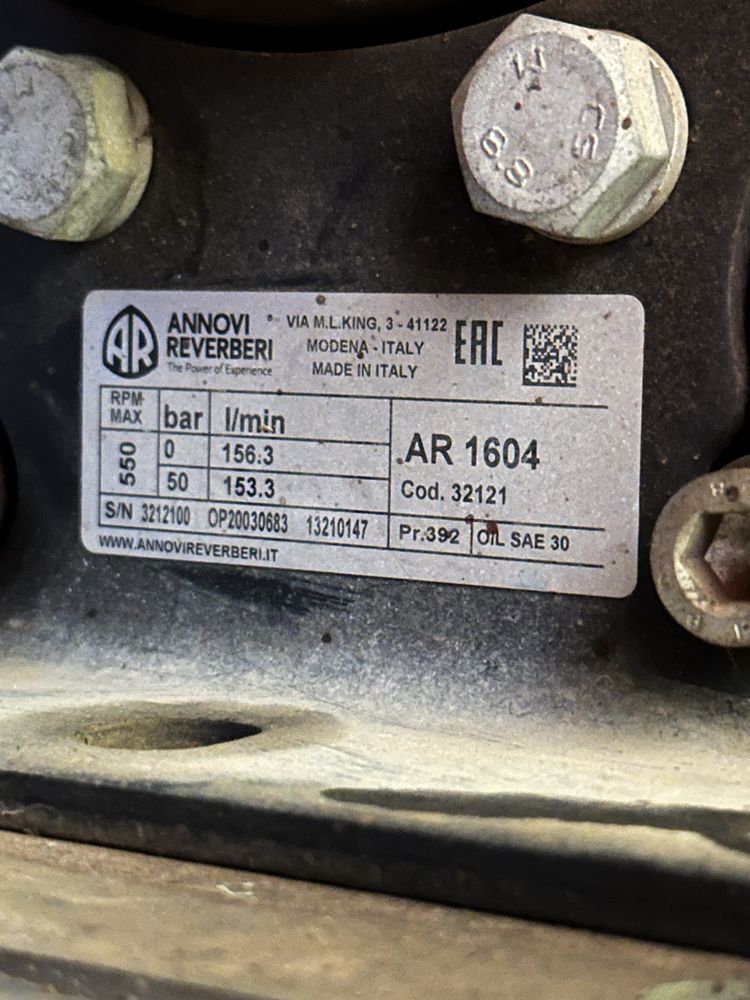 11
8.8
AR
ANNOVI
REVERBERI
The Power of Experience
VIA M.L.KING, 3 - 41122
MODENA - ITALY
MADE IN ITALY
EAC
RPM MAX bar l/min
550 0 156.3
50 153.3
AR 1604
Cod. 32121
S/N 3212100 OP20030683 13210147
Pr.392 OIL SAE 30
WWW.ANNOVIREVERBERI.IT